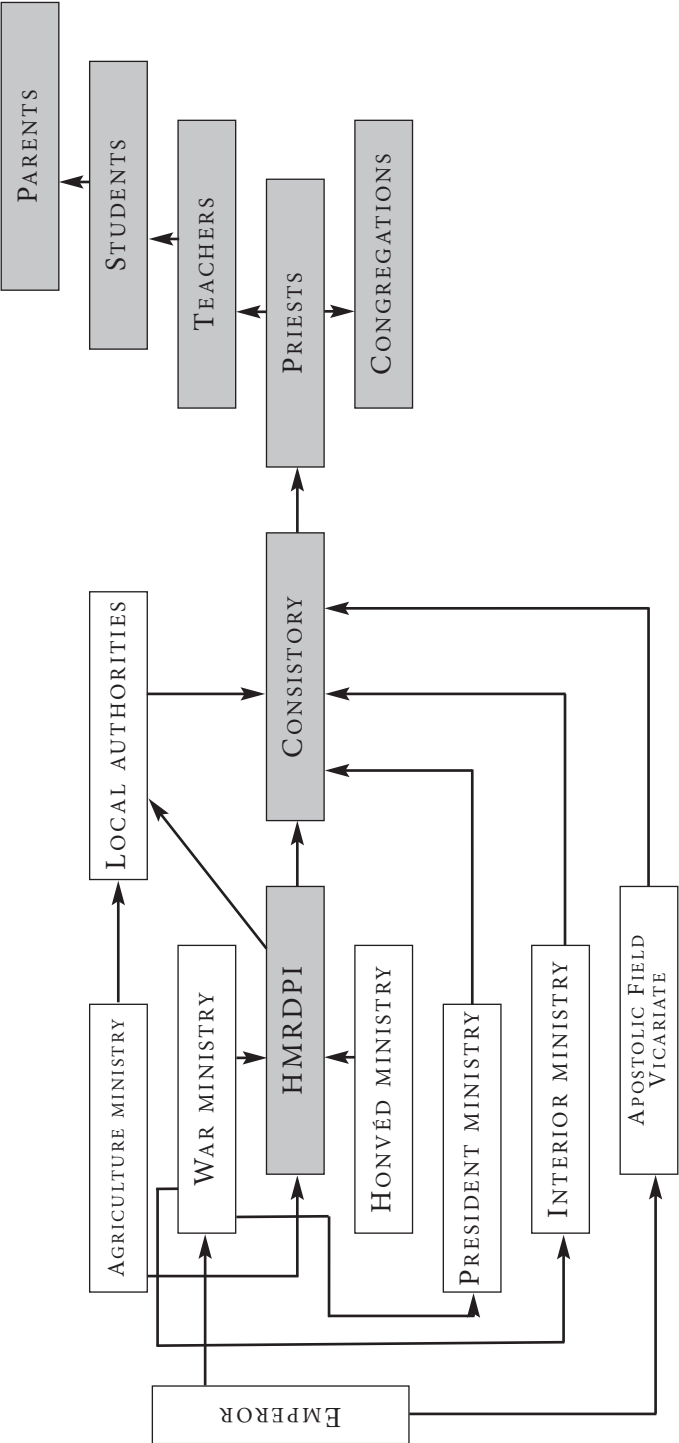 Emperor
Agriculture ministry
War ministry
HMRDPI
Honvéd ministry
President ministry
Interior ministry
Apostolic Field
Vicariate
Local authorities
Consistory
Priests
Teachers
Students
Parents
Congregations